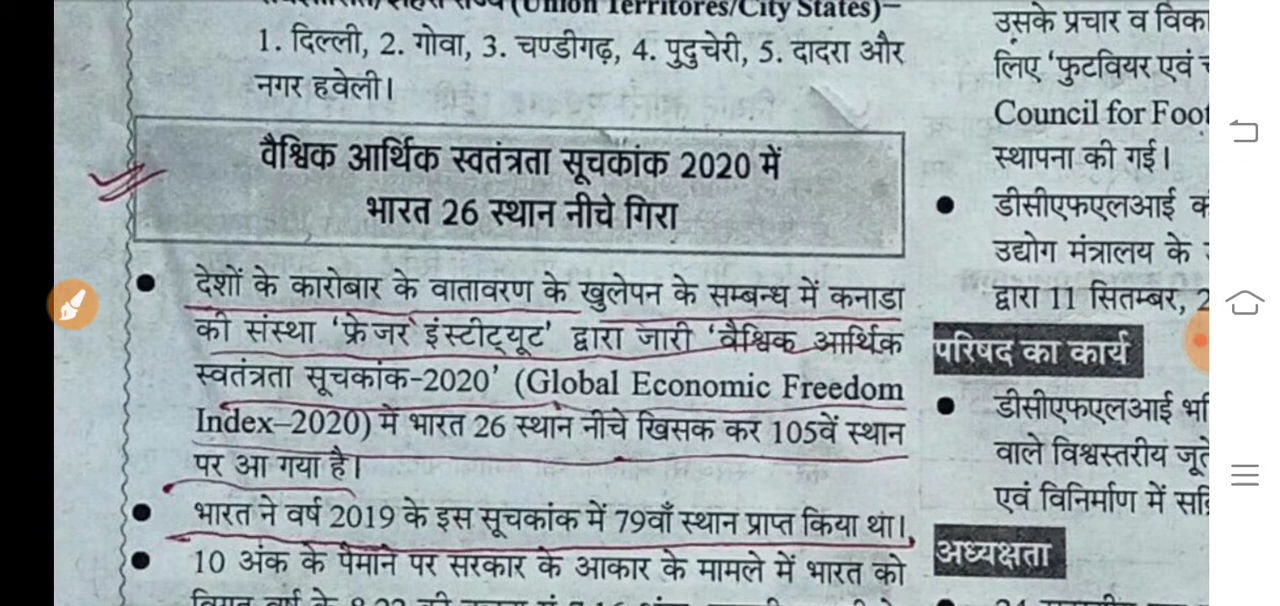 (Union Territores/City States)–
1. दिल्ली, 2. गोवा, 3. चण्डीगढ़, 4. पुदुचेरी, 5. दादरा और
नगर हवेली।
वैश्विक आर्थिक स्वतंत्रता सूचकांक 2020 में
भारत 26 स्थान नीचे गिरा
● देशों के कारोबार के वातावरण के खुलेपन के सम्बन्ध में कनाडा
की संस्था ‘फ्रेजर इंस्टीट्यूट’ द्वारा जारी ‘वैश्विक आर्थिक
स्वतंत्रता सूचकांक-2020’ (Global Economic Freedom
Index–2020) में भारत 26 स्थान नीचे खिसक कर 105वें स्थान
पर आ गया है।
● भारत ने वर्ष 2019 के इस सूचकांक में 79वाँ स्थान प्राप्त किया था।
● 10 अंक के पैमाने पर सरकार के आकार के मामले में भारत को
उसके प्रचार व
लिए ‘फुटवियर एवं
Council for
स्थापना की गई।
● डीसीएफएलआई
उद्योग मंत्रालय के
द्वारा 11 सितम्बर,
परिषद का कार्य
● डीसीएफएलआई
वाले विश्वस्तरीय
एवं विनिर्माण में
अध्यक्षता